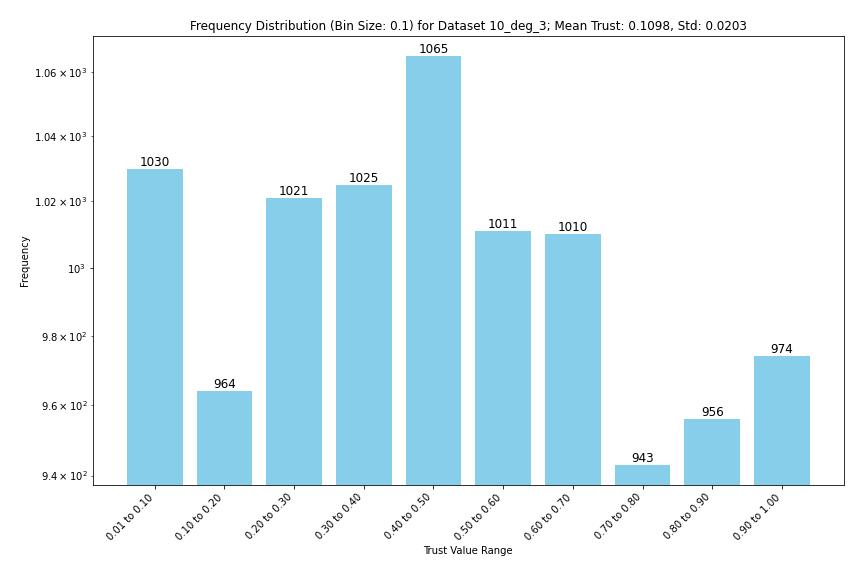 Frequency Distribution (Bin Size: 0.1) for Dataset 10_deg_3; Mean Trust: 0.1098, Std: 0.0203
1065
1.06 × 10³
1.04 × 10³
1030
1025
1021
1.02 × 10³
1011
1010
10³
Frequency
9.8 × 10²
974
964
9.6 × 10²
956
943
9.4 × 10²
0.01 to 0.10
0.10 to 0.20
0.20 to 0.30
0.30 to 0.40
0.40 to 0.50
0.50 to 0.60
0.60 to 0.70
0.70 to 0.80
0.80 to 0.90
0.90 to 1.00
Trust Value Range